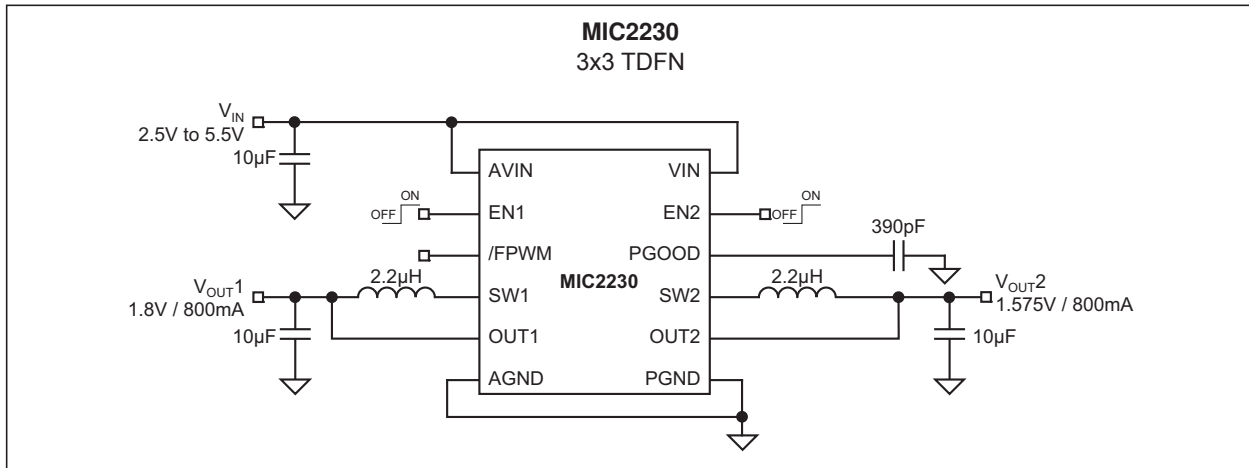 MIC2230
3x3 TDFN
VIN
2.5V to 5.5V
10µF
AVIN
VIN
OFF
ON
EN1
EN2
OFF
ON
390pF
/FPWM
PGOOD
MIC2230
VOUT1
1.8V / 800mA
2.2µH
SW1
SW2
2.2µH
VOUT2
1.575V / 800mA
10µF
OUT1
OUT2
10µF
AGND
PGND